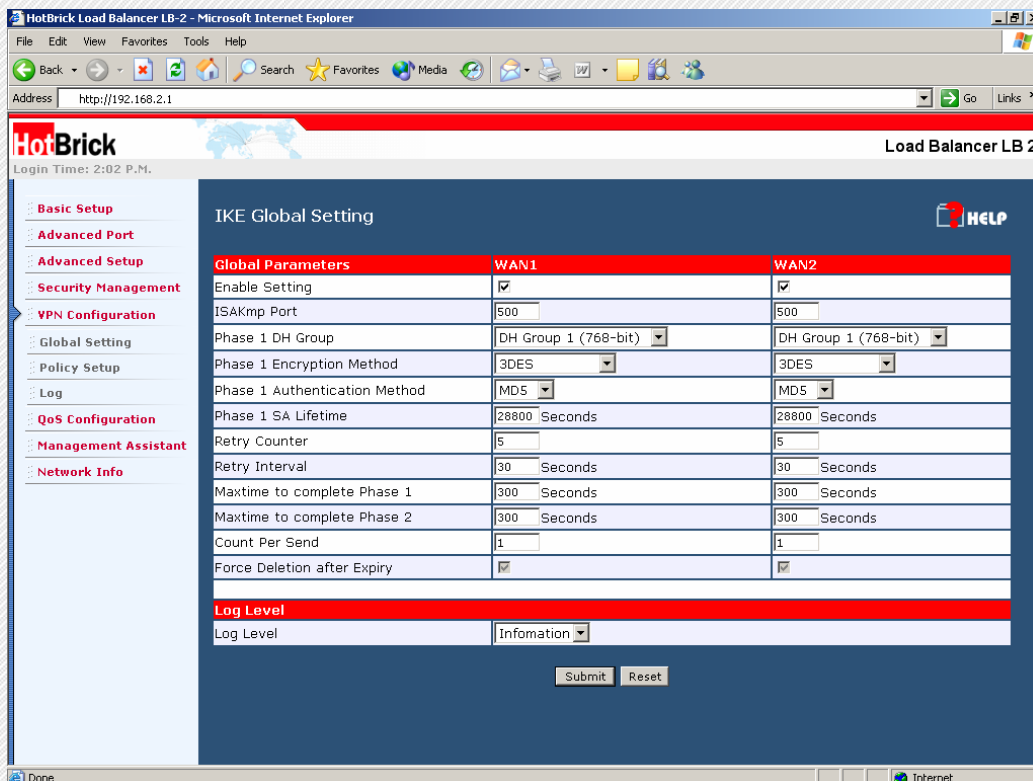 HotBrick Load Balancer LB-2 - Microsoft Internet Explorer
File Edit View Favorites Tools Help
Back Search Favorites Media
Address http://192.168.2.1 Go Links
HotBrick
Load Balancer LB 2
Login Time: 2:02 P.M.
Basic Setup
Advanced Port
Advanced Setup
Security Management
VPN Configuration
Global Setting
Policy Setup
Log
QoS Configuration
Management Assistant
Network Info
IKE Global Setting
HELP
Global Parameters WAN1 WAN2
Enable Setting
ISAKmp Port 500 500
Phase 1 DH Group DH Group 1 (768-bit) DH Group 1 (768-bit)
Phase 1 Encryption Method 3DES 3DES
Phase 1 Authentication Method MD5 MD5
Phase 1 SA Lifetime 28800 Seconds 28800 Seconds
Retry Counter 5 5
Retry Interval 30 Seconds 30 Seconds
Maxtime to complete Phase 1 300 Seconds 300 Seconds
Maxtime to complete Phase 2 300 Seconds 300 Seconds
Count Per Send 1 1
Force Deletion after Expiry
Log Level
Log Level Infomation
Submit Reset
Done Internet